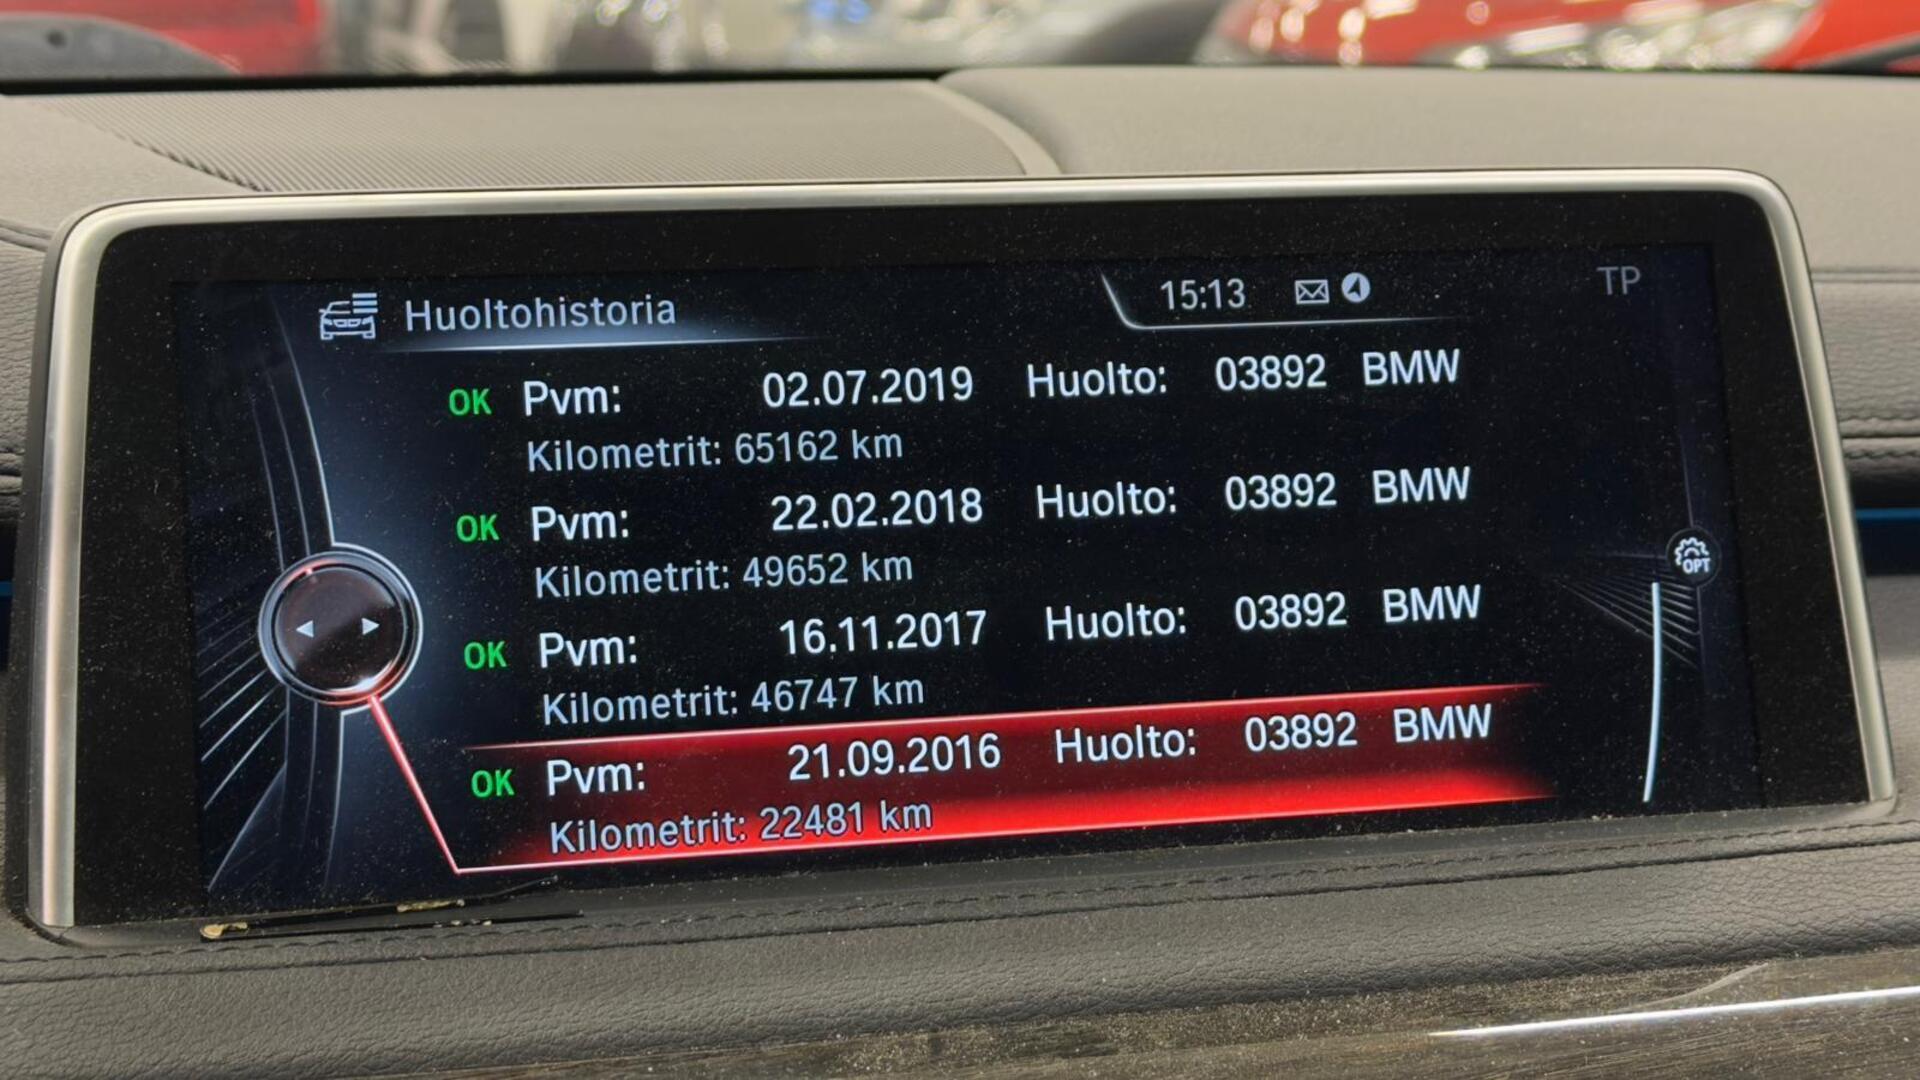 Huoltohistoria
15:13
TP
OK Pvm: 02.07.2019 Huolto: 03892 BMW
Kilometrit: 65162 km
OK Pvm: 22.02.2018 Huolto: 03892 BMW
Kilometrit: 49652 km
OK Pvm: 16.11.2017 Huolto: 03892 BMW
Kilometrit: 46747 km
OK Pvm: 21.09.2016 Huolto: 03892 BMW
Kilometrit: 22481 km
OPT